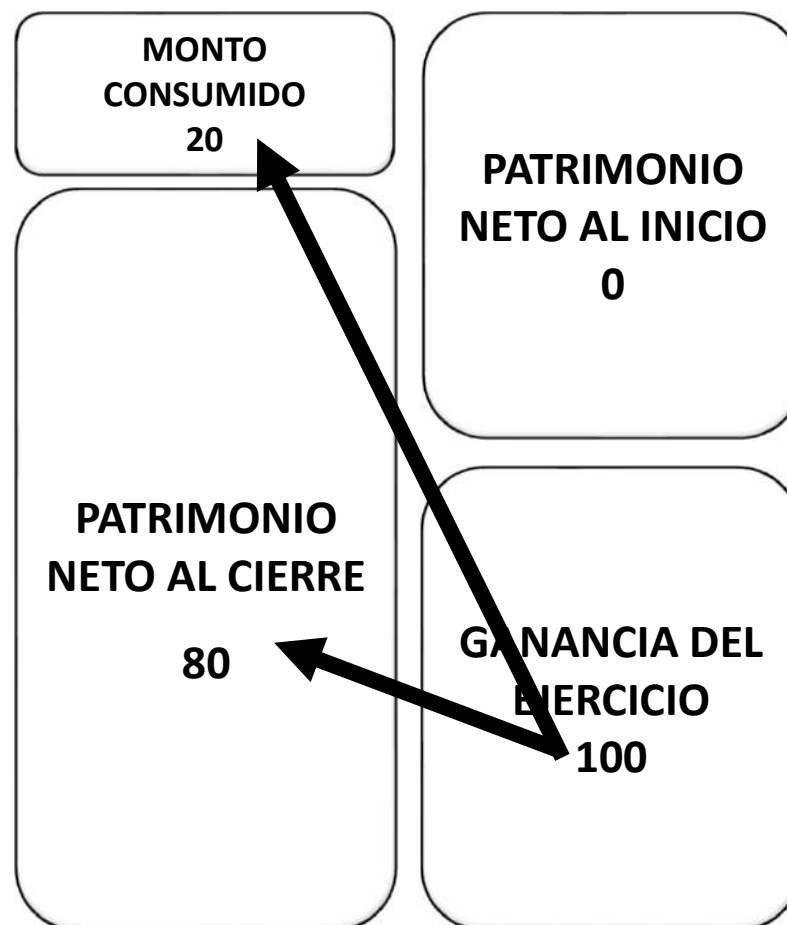 MONTO
CONSUMIDO
20
PATRIMONIO
NETO AL CIERRE
80
PATRIMONIO
NETO AL INICIO
0
GANANCIA DEL
EJERCICIO
100